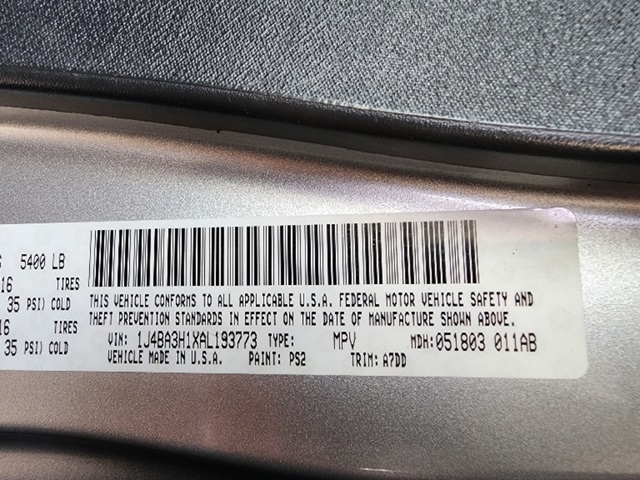 5400 LB
16 TIRES
35 PSI) COLD
16 TIRES
35 PSI) COLD
THIS VEHICLE CONFORMS TO ALL APPLICABLE U.S.A. FEDERAL MOTOR VEHICLE SAFETY AND
THEFT PREVENTION STANDARDS IN EFFECT ON THE DATE OF MANUFACTURE SHOWN ABOVE.
VIN: 1J4BA3H1XAL193773 TYPE: MPV MDH: 051803 011AB
VEHICLE MADE IN U.S.A. PAINT: PS2 TRIM: A7DD